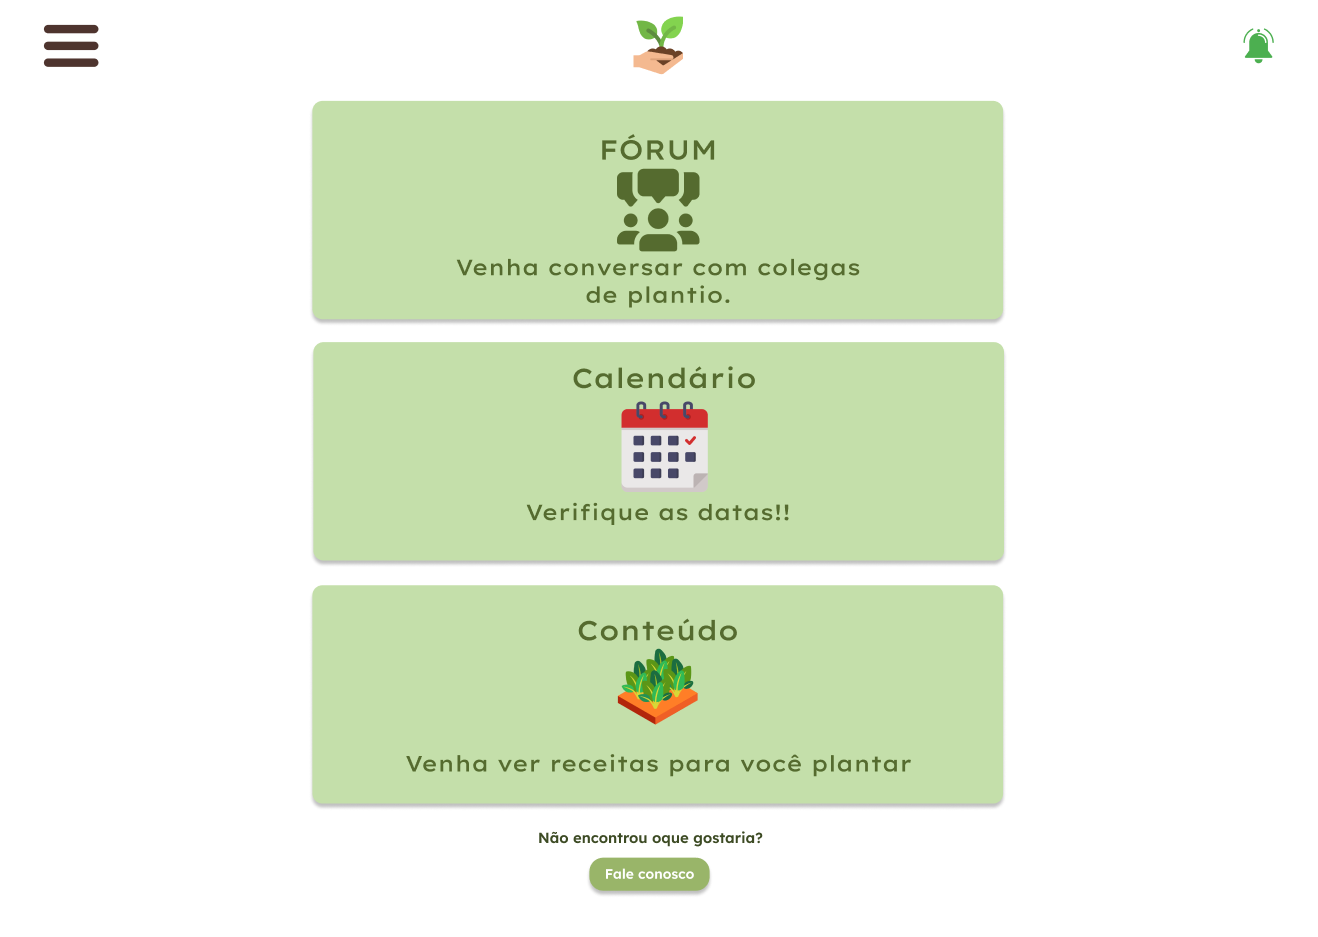 FÓRUM
Venha conversar com colegas
de plantio.
Calendário
Verifique as datas!!
Conteúdo
Venha ver receitas para você plantar
Não encontrou oque gostaria?
Fale conosco